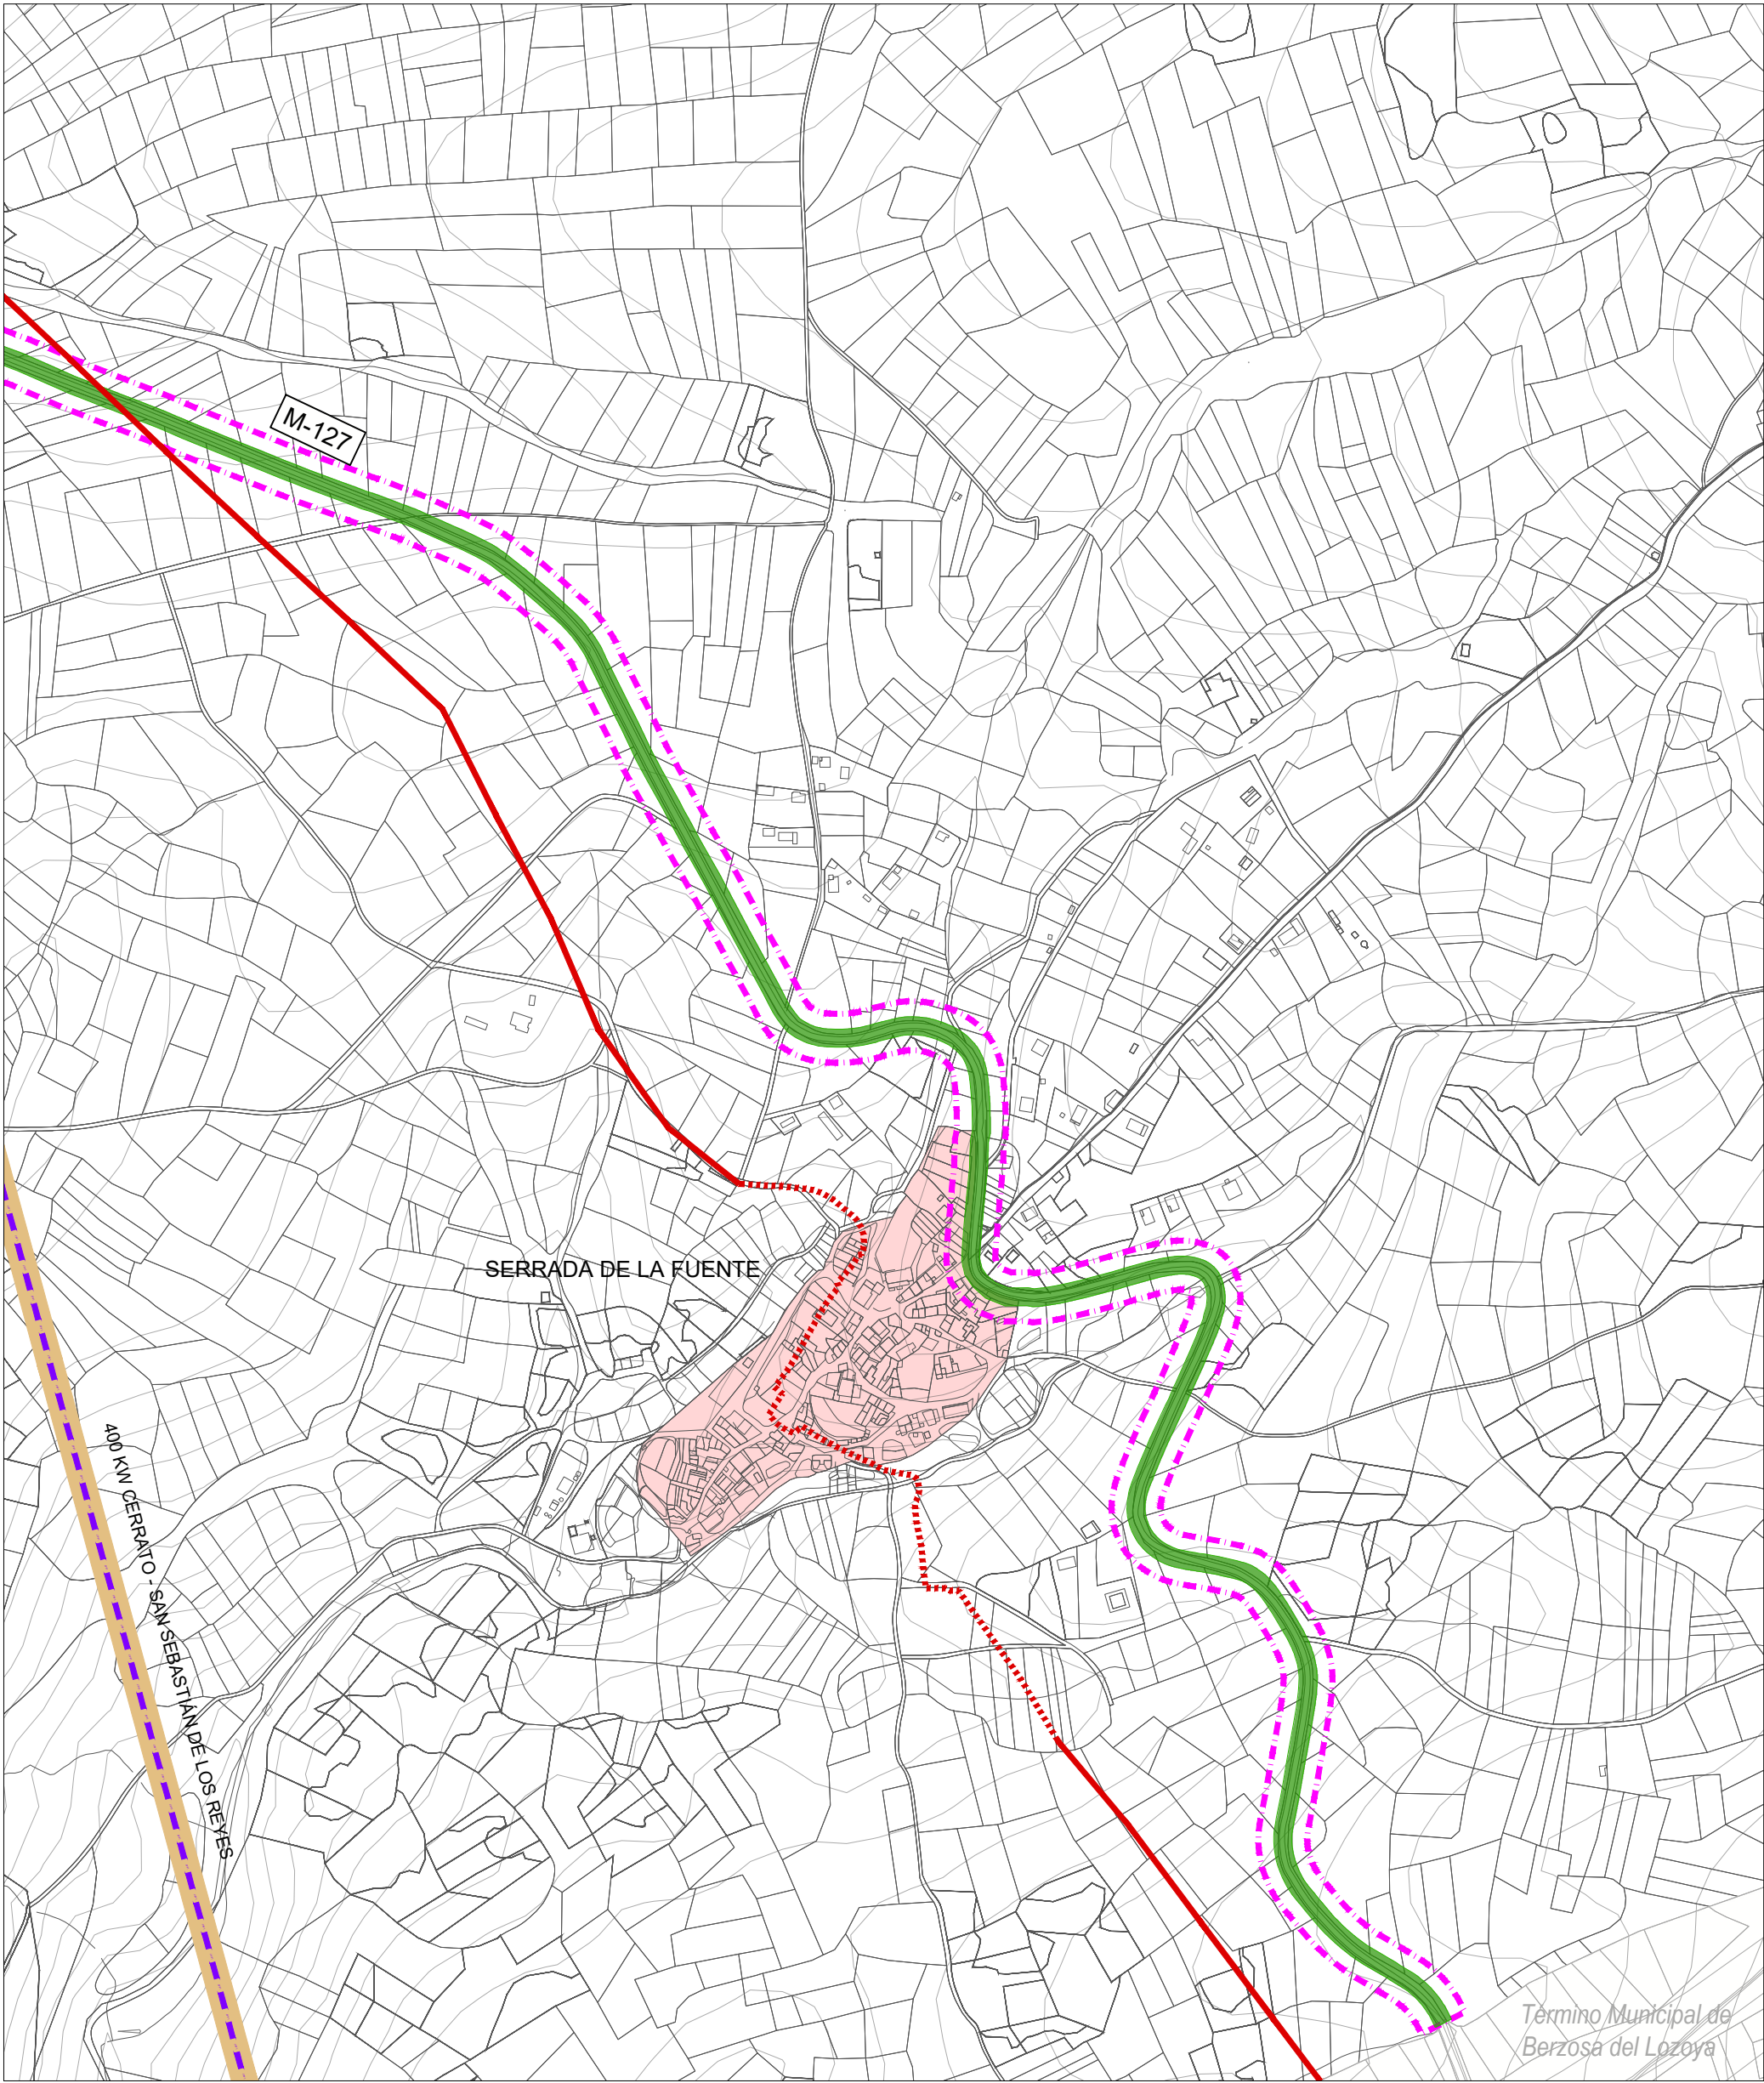 M-127
SERRADA DE LA FUENTE
400 KW CERRATO - SAN SEBASTIÁN DE LOS REYES
Término Municipal de
Berzosa del Lozoya